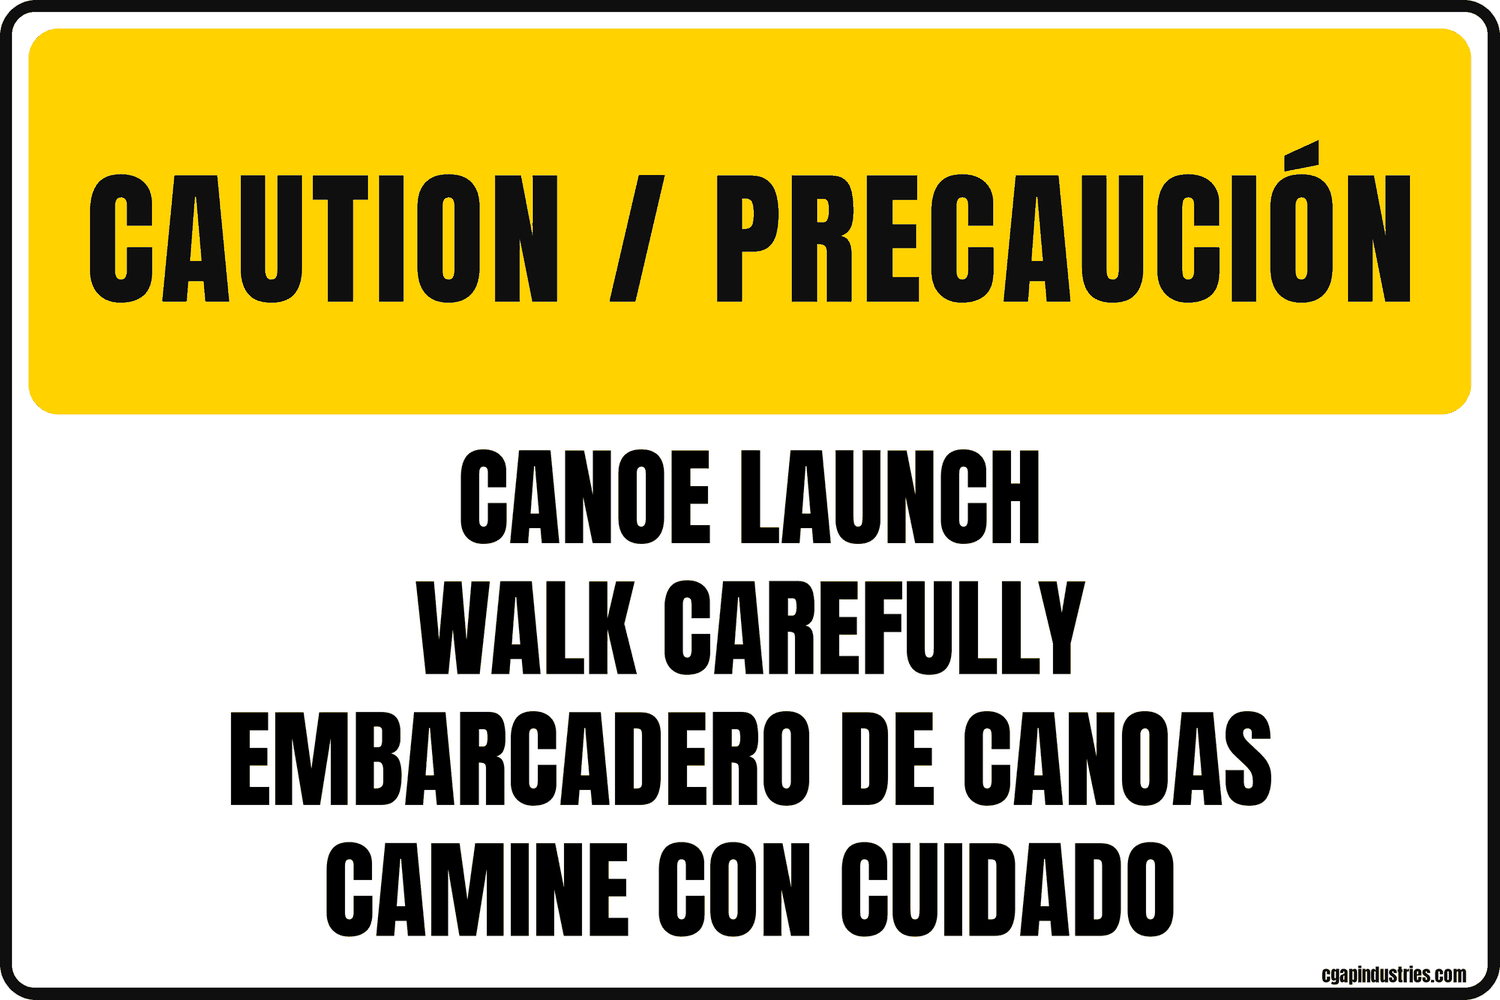 CAUTION / PRECAUCIÓN
CANOE LAUNCH
WALK CAREFULLY
EMBARCADERO DE CANOAS
CAMINE CON CUIDADO
cgapindustries.com